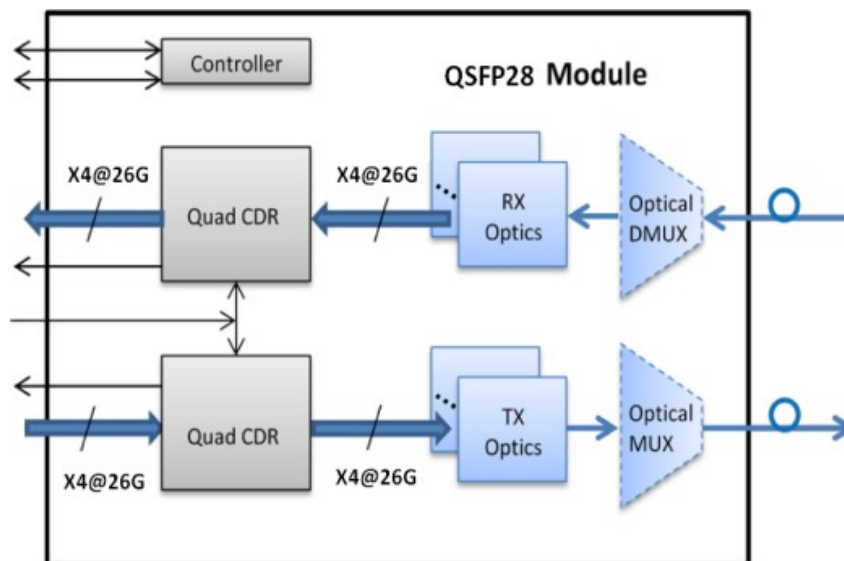 Controller
QSFP28 Module
X4@26G
X4@26G
Quad CDR
RX
Optics
Optical
DMUX
Quad CDR
TX
Optics
Optical
MUX
X4@26G
X4@26G